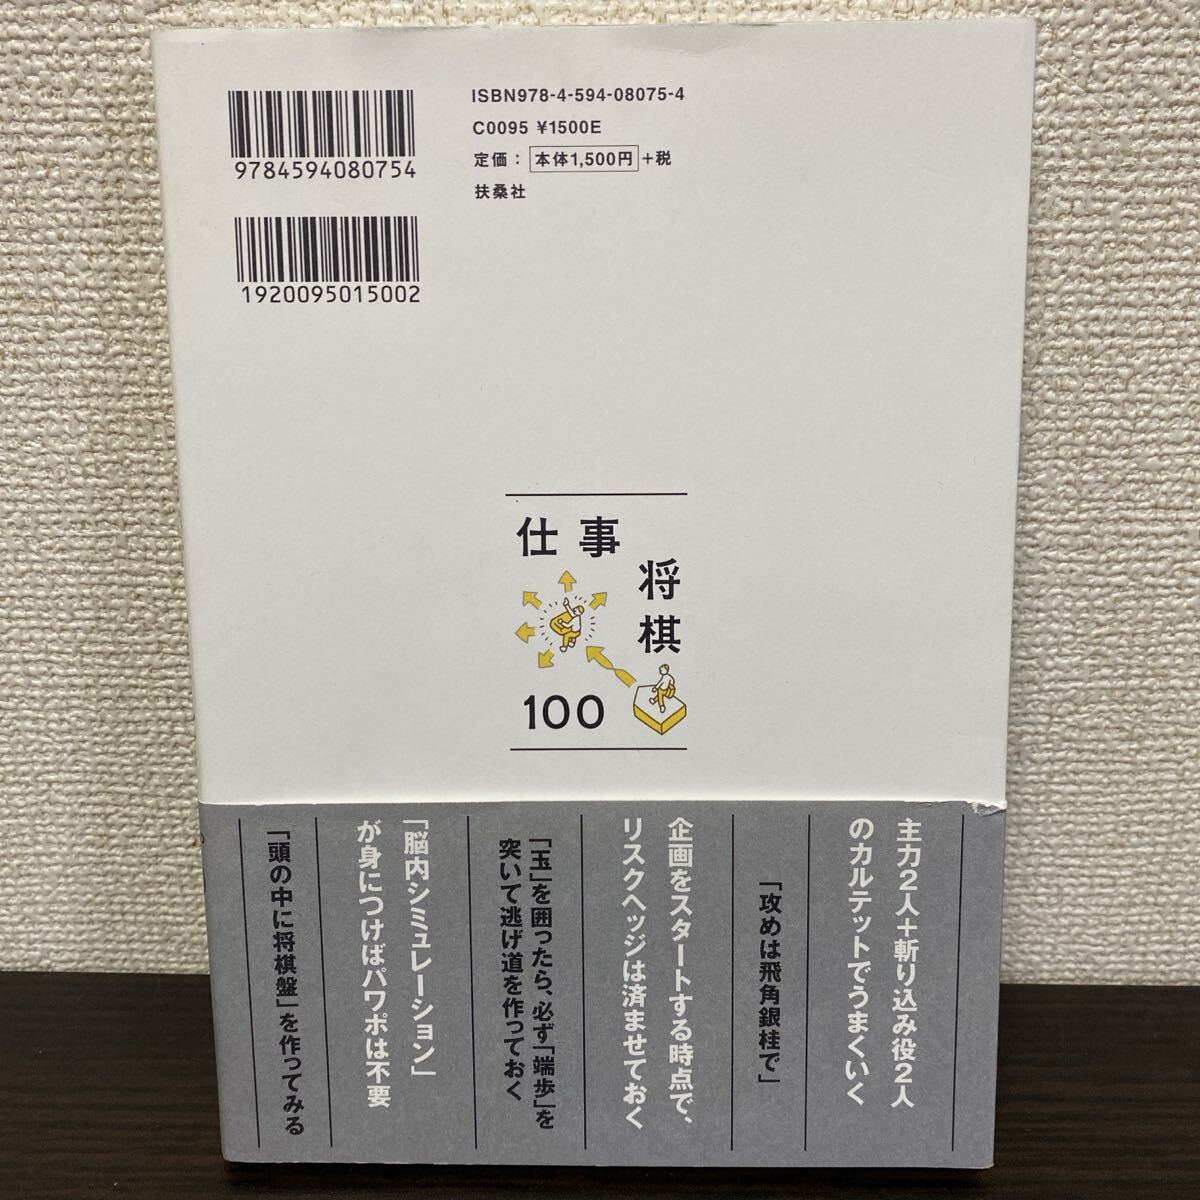 ISBN978-4-594-08075-4
C0095 ¥1500E
定価：本体1,500円+税
扶桑社
9784594080754
1920095015002
仕事
将棋
100
主力2人＋斬り込み役2人
のカルテットでうまくいく
「攻めは飛角銀桂で」
企画をスタートする時点で、
リスクヘッジは済ませておく
「玉」を囲ったら、必ず「端歩」を
突いて逃げ道を作っておく
「脳内シミュレーション」
が身につけばパワポは不要
「頭の中に将棋盤」を作ってみる